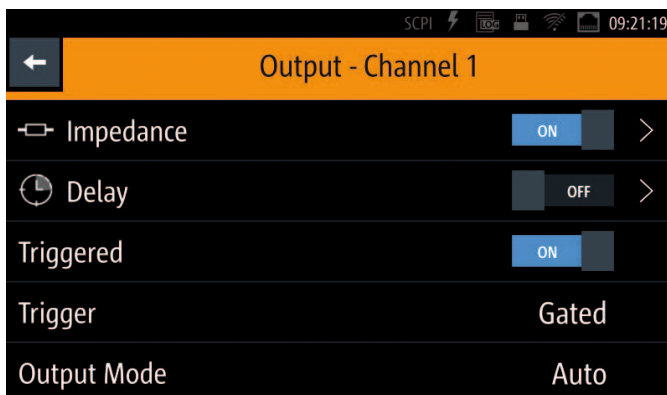 SCPI LOG 09:21:19
Output - Channel 1
Impedance ON
Delay OFF
Triggered ON
Trigger Gated
Output Mode Auto